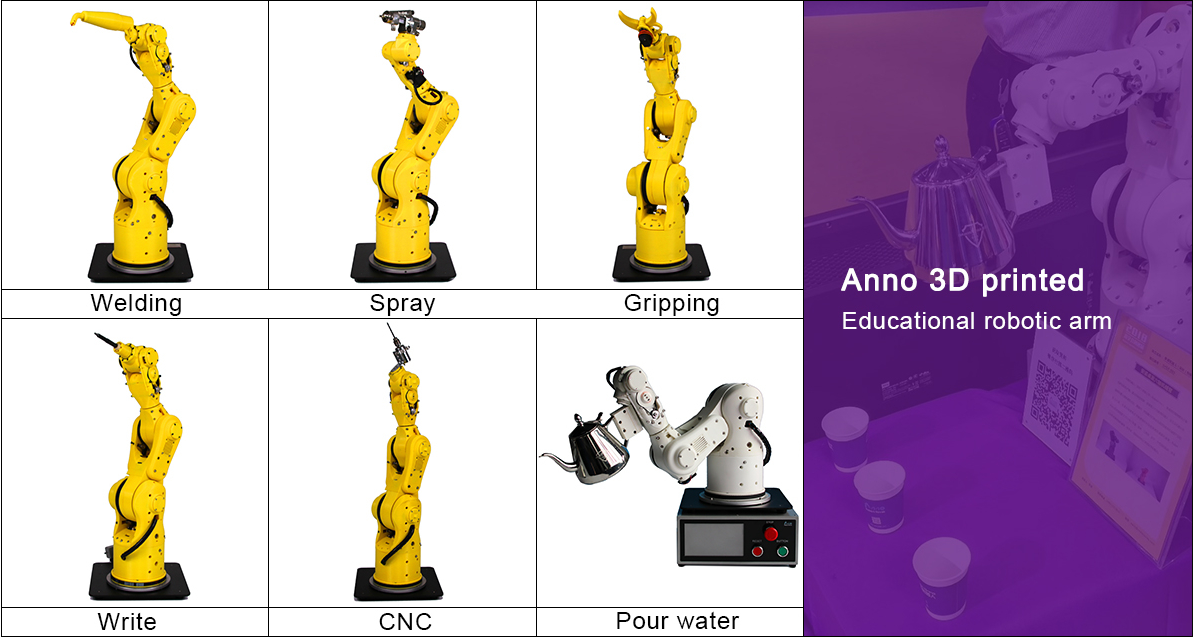 Welding
Spray
Gripping
Write
CNC
Pour water
Anno 3D printed
Educational robotic arm